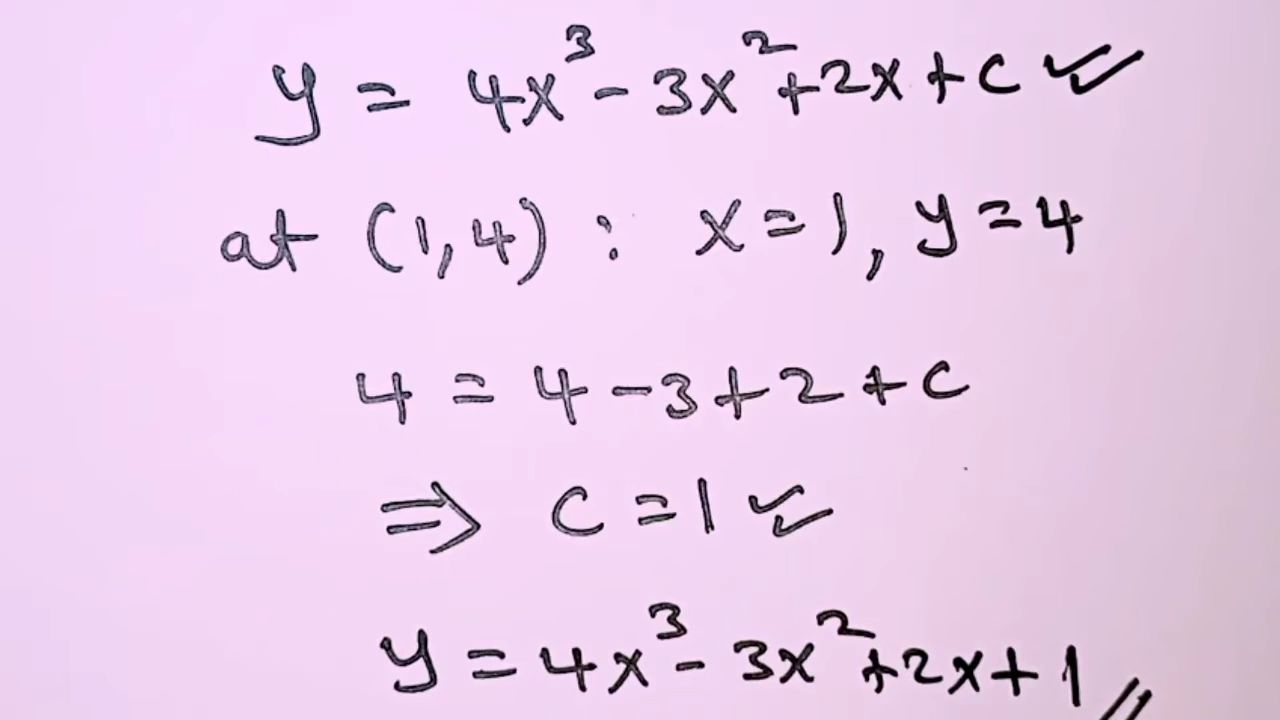 y = 4x³ - 3x² + 2x + c ✓✓
at (1,4) : x = 1, y = 4
4 = 4 - 3 + 2 + c
⇒ c = 1 ✓✓
y = 4x³ - 3x² + 2x + 1 //